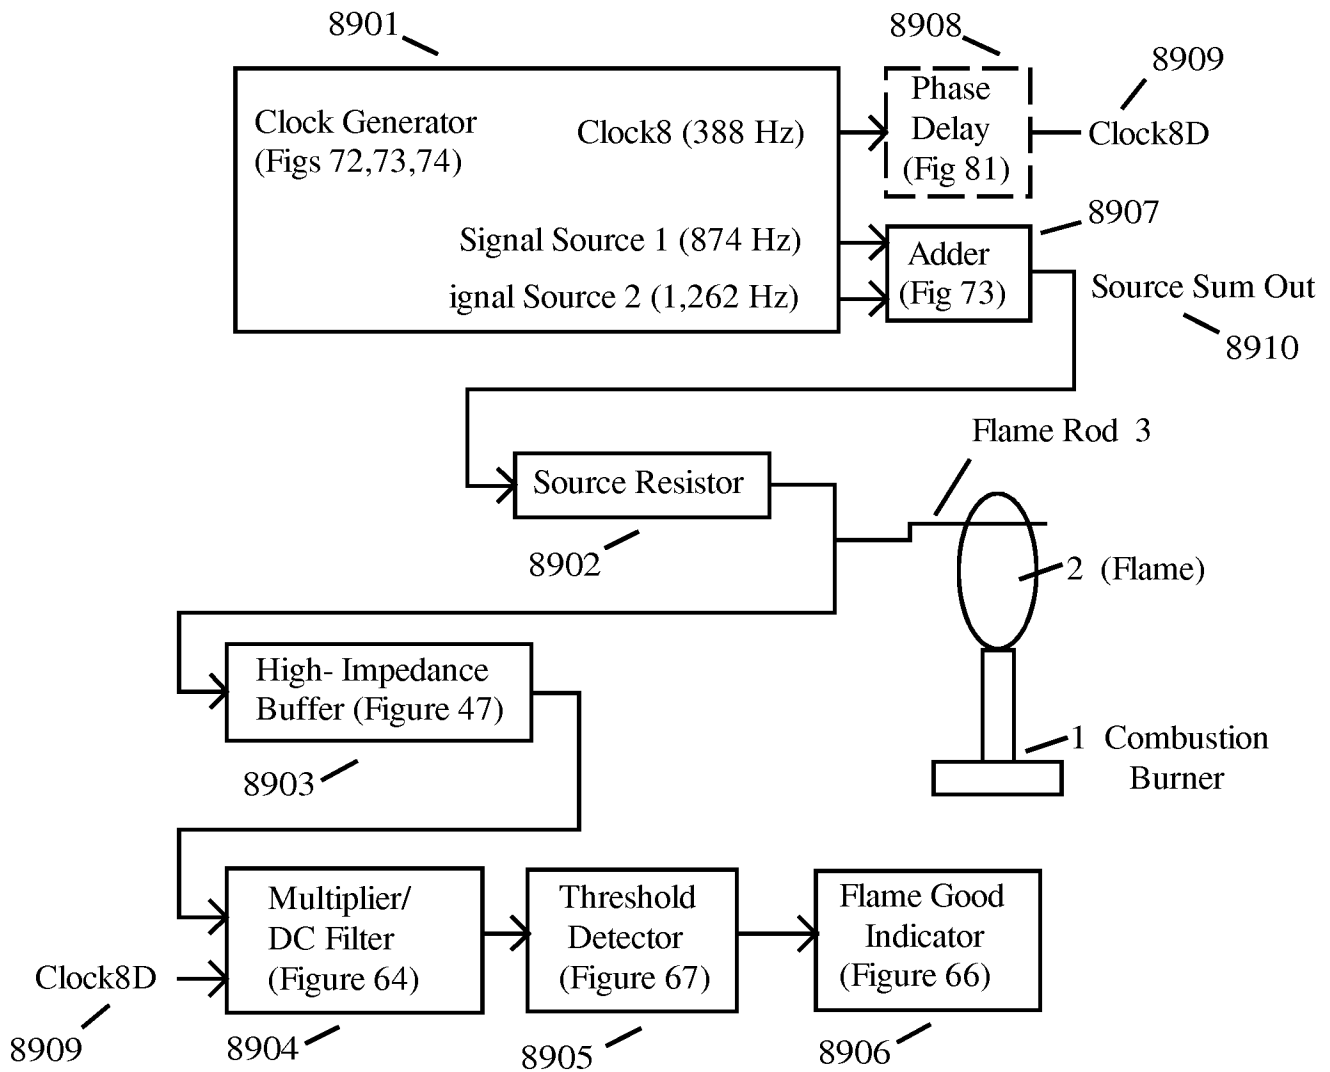 8901
8908
8909
Clock Generator
(Figs 72,73,74)
Clock8 (388 Hz)
Phase
Delay
(Fig 81)
Clock8D
8907
Signal Source 1 (874 Hz)
ignal Source 2 (1,262 Hz)
Adder
(Fig 73)
Source Sum Out
8910
Flame Rod 3
Source Resistor
8902
2 (Flame)
High- Impedance
Buffer (Figure 47)
8903
1 Combustion
Burner
Multiplier/
DC Filter
(Figure 64)
Threshold
Detector
(Figure 67)
Flame Good
Indicator
(Figure 66)
Clock8D
8909
8904
8905
8906